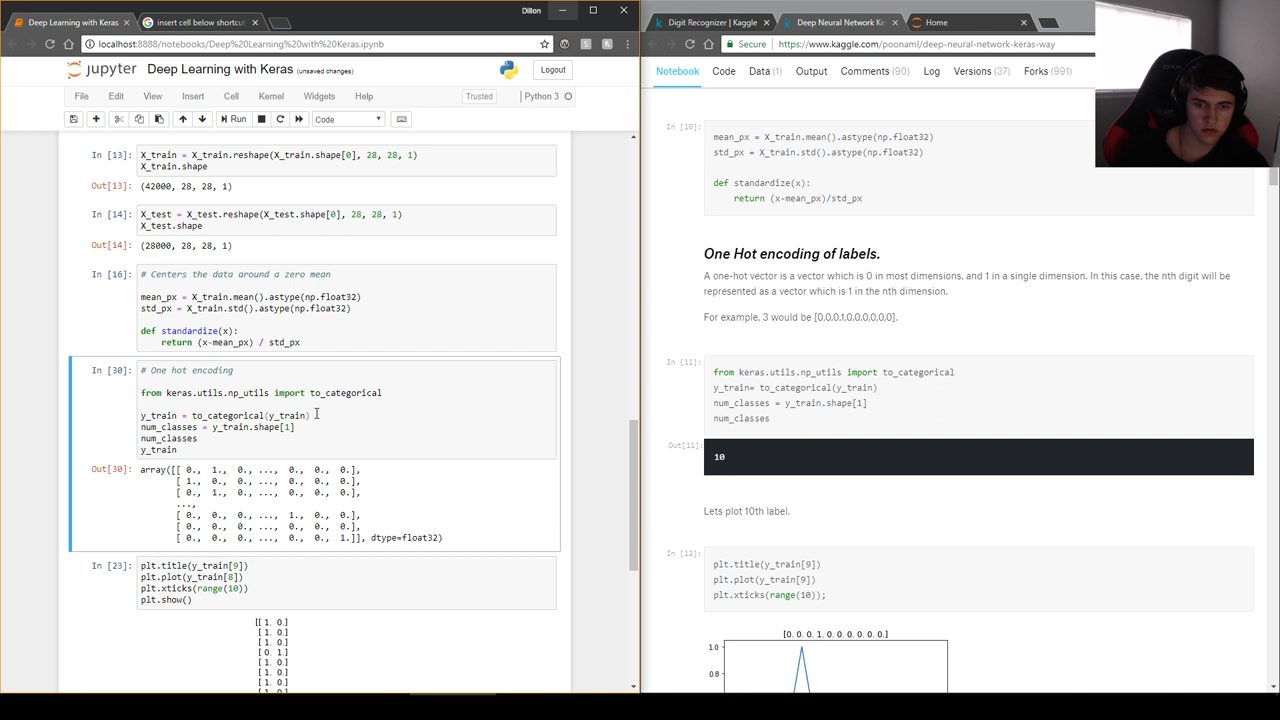 Deep Learning with Keras
insert cell below shortcut
Dillon
localhost:8888/notebooks/Deep%20Learning%20with%20Keras.ipynb
jupyter Deep Learning with Keras (unsaved changes)
Logout
File Edit View Insert Cell Kernel Widgets Help
Trusted Python 3
Run Code
In [13]: X_train = X_train.reshape(X_train.shape[0], 28, 28, 1)
X_train.shape
Out[13]: (42000, 28, 28, 1)
In [14]: X_test = X_test.reshape(X_test.shape[0], 28, 28, 1)
X_test.shape
Out[14]: (28000, 28, 28, 1)
In [16]: # Centers the data around a zero mean
mean_px = X_train.mean().astype(np.float32)
std_px = X_train.std().astype(np.float32)
def standardize(x):
return (x-mean_px) / std_px
In [30]: # One hot encoding
from keras.utils.np_utils import to_categorical
y_train = to_categorical(y_train)
num_classes = y_train.shape[1]
num_classes
y_train
Out[30]: array([[ 0., 1., 0., ..., 0., 0., 0.],
[ 1., 0., 0., ..., 0., 0., 0.],
[ 0., 1., 0., ..., 0., 0., 0.],
...,
[ 0., 0., 0., ..., 1., 0., 0.],
[ 0., 0., 0., ..., 0., 0., 0.],
[ 0., 0., 0., ..., 0., 0., 1.]], dtype=float32)
In [23]: plt.title(y_train[9])
plt.plot(y_train[8])
plt.xticks(range(10))
plt.show()
[[ 1. 0.]
[ 1. 0.]
[ 1. 0.]
[ 0. 1.]
[ 1. 0.]
[ 1. 0.]
[ 1. 0.]
[ 1. 0.]
Digit Recognizer | Kaggle
Deep Neural Network Ke
Home
Secure https://www.kaggle.com/poonaml/deep-neural-network-keras-way
Notebook Code Data (1) Output Comments (90) Log Versions (37) Forks (991)
In [10]: mean_px = X_train.mean().astype(np.float32)
std_px = X_train.std().astype(np.float32)
def standardize(x):
return (x-mean_px)/std_px
One Hot encoding of labels.
A one-hot vector is a vector which is 0 in most dimensions, and 1 in a single dimension. In this case, the nth digit will be
represented as a vector which is 1 in the nth dimension.
For example, 3 would be [0,0,0,1,0,0,0,0,0,0].
In [11]: from keras.utils.np_utils import to_categorical
y_train= to_categorical(y_train)
num_classes = y_train.shape[1]
num_classes
Out[11]: 10
Lets plot 10th label.
In [12]: plt.title(y_train[9])
plt.plot(y_train[9])
plt.xticks(range(10));
[0. 0. 0. 1. 0. 0. 0. 0. 0. 0.]
1.0
0.8